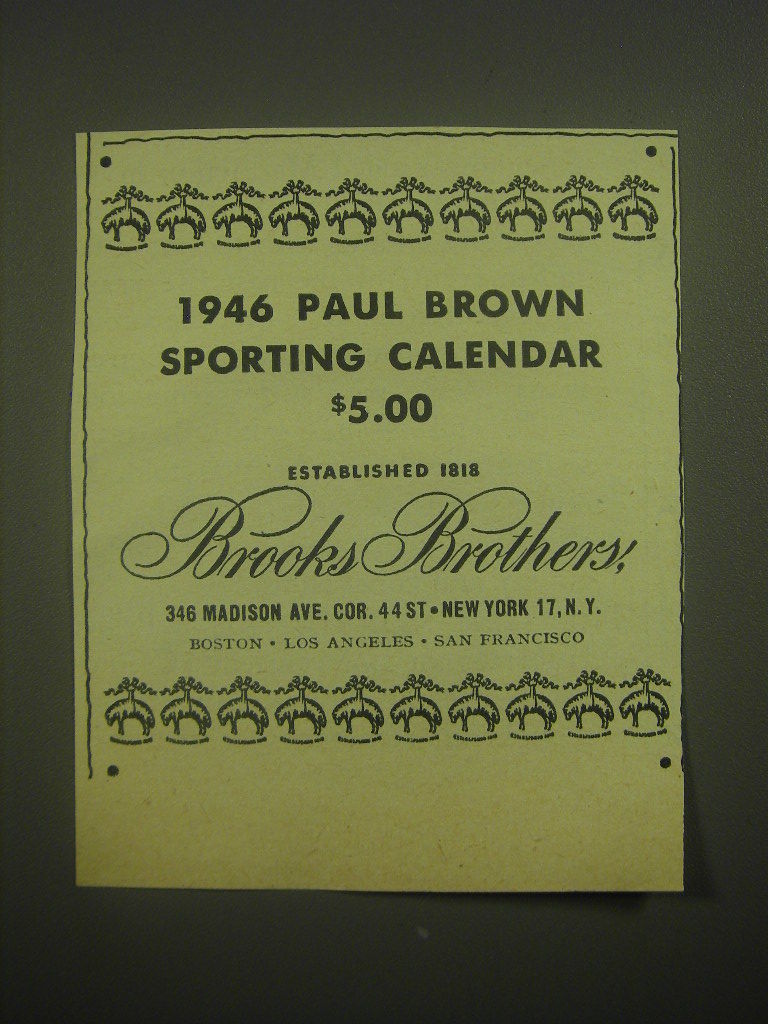 1946 PAUL BROWN
SPORTING CALENDAR
$5.00
ESTABLISHED 1818
Brooks Brothers,
346 MADISON AVE. COR. 44 ST • NEW YORK 17, N. Y.
BOSTON • LOS ANGELES • SAN FRANCISCO